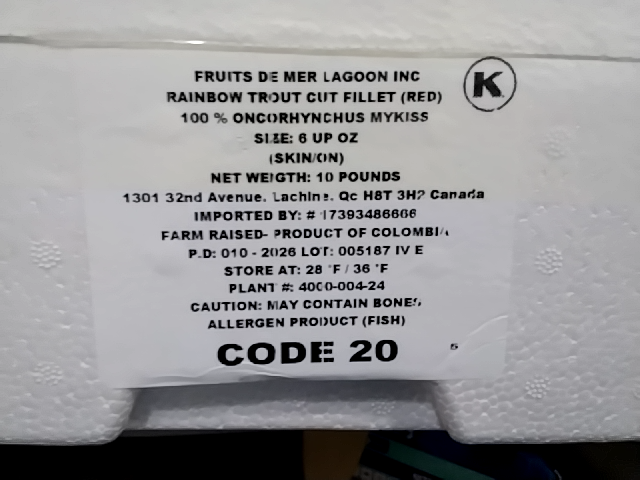 FRUITS DE MER LAGOON INC
K
RAINBOW TROUT CUT FILLET (RED)
100 % ONCORHYNCHUS MYKISS
SIZE: 6 UP OZ
(SKIN/ON)
NET WEIGTH: 10 POUNDS
1301 32nd Avenue. Lachine. Qc H8T 3H2 Canada
IMPORTED BY: # 17393486666
FARM RAISED- PRODUCT OF COLOMBIA
P.D: 010 - 2026 LOT: 005187 IV E
STORE AT: 28 °F / 36 °F
PLANT #: 4000-004-24
CAUTION: MAY CONTAIN BONES
ALLERGEN PRODUCT (FISH)
CODE 20